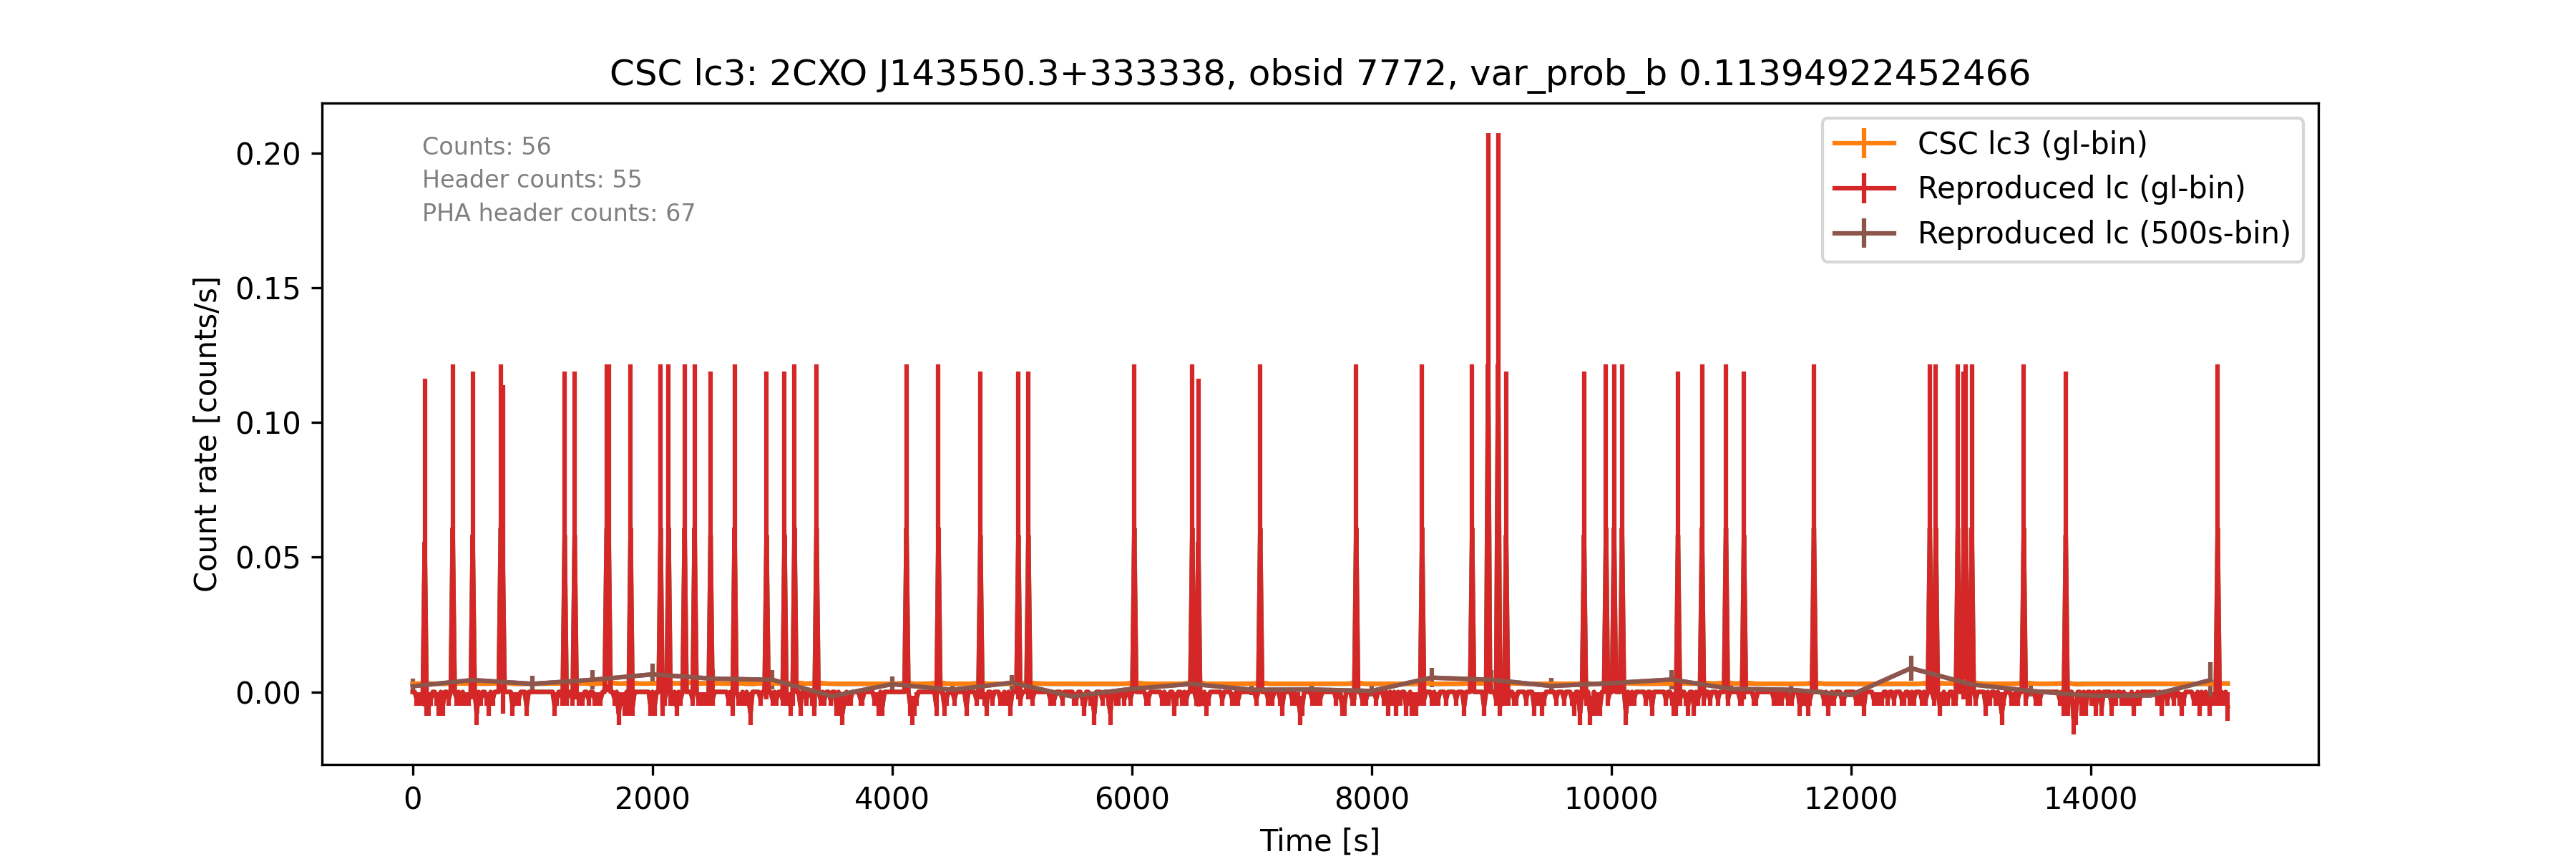 CSC lc3: 2CXO J143550.3+333338, obsid 7772, var_prob_b 0.11394922452466
Counts: 56
Header counts: 55
PHA header counts: 67
CSC lc3 (gl-bin)
Reproduced lc (gl-bin)
Reproduced lc (500s-bin)
Count rate [counts/s]
0.20
0.15
0.10
0.05
0.00
0 2000 4000 6000 8000 10000 12000 14000
Time [s]